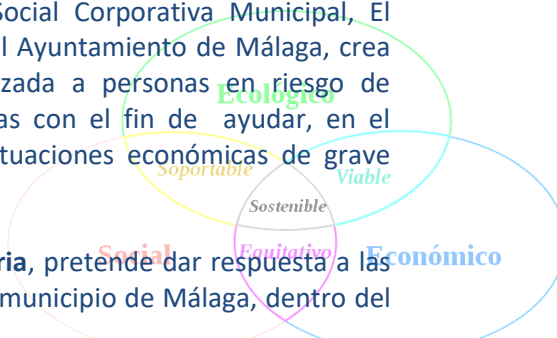 Social Corporativa Municipal, El
l Ayuntamiento de Málaga, crea
zada a personas en riesgo de
Ecológico
as con el fin de ayudar, en el
tuaciones económicas de grave
Soportable
Viable
Sostenible
Social
Equitativo
Económico
ria, pretende dar respuesta a las
municipio de Málaga, dentro del